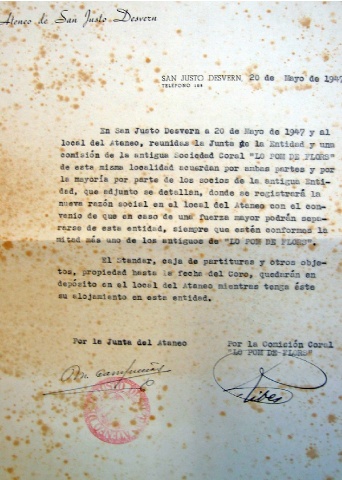 Ateneo de San Justo Desvern
SAN JUSTO DESVERN, 20 de Mayo de 1947
TELÉFONO 168
En San Justo Desvern a 20 de Mayo de 1947 y al
local del Ateneo, reunidas la Junta de la Entidad y una
comisión de la antigua Sociedad Coral "LO POM DE FLORS"
de esta misma localidad acuerdan por ambas partes y por
la mayoría por parte de los socios de la antigua Enti-
dad, que adjunto se detallan, donde se registrará la
nueva razón social en el local del Ateneo con el con-
venio de que en caso de una fuerza mayor podrán sepa-
rarse de esta entidad, siempre que estén conformes la
mitad más uno de los antiguos de "LO POM DE FLORS".
El Standar, caja de partituras y otros obje-
tos, propiedad hasta la fecha del Coro, quedarán en
depósito en el local del Ateneo mientras tenga éste
su alojamiento en esta entidad.
Por la Junta del Ateneo
Por la Comisión Coral
"LO POM-DE-FLORS"